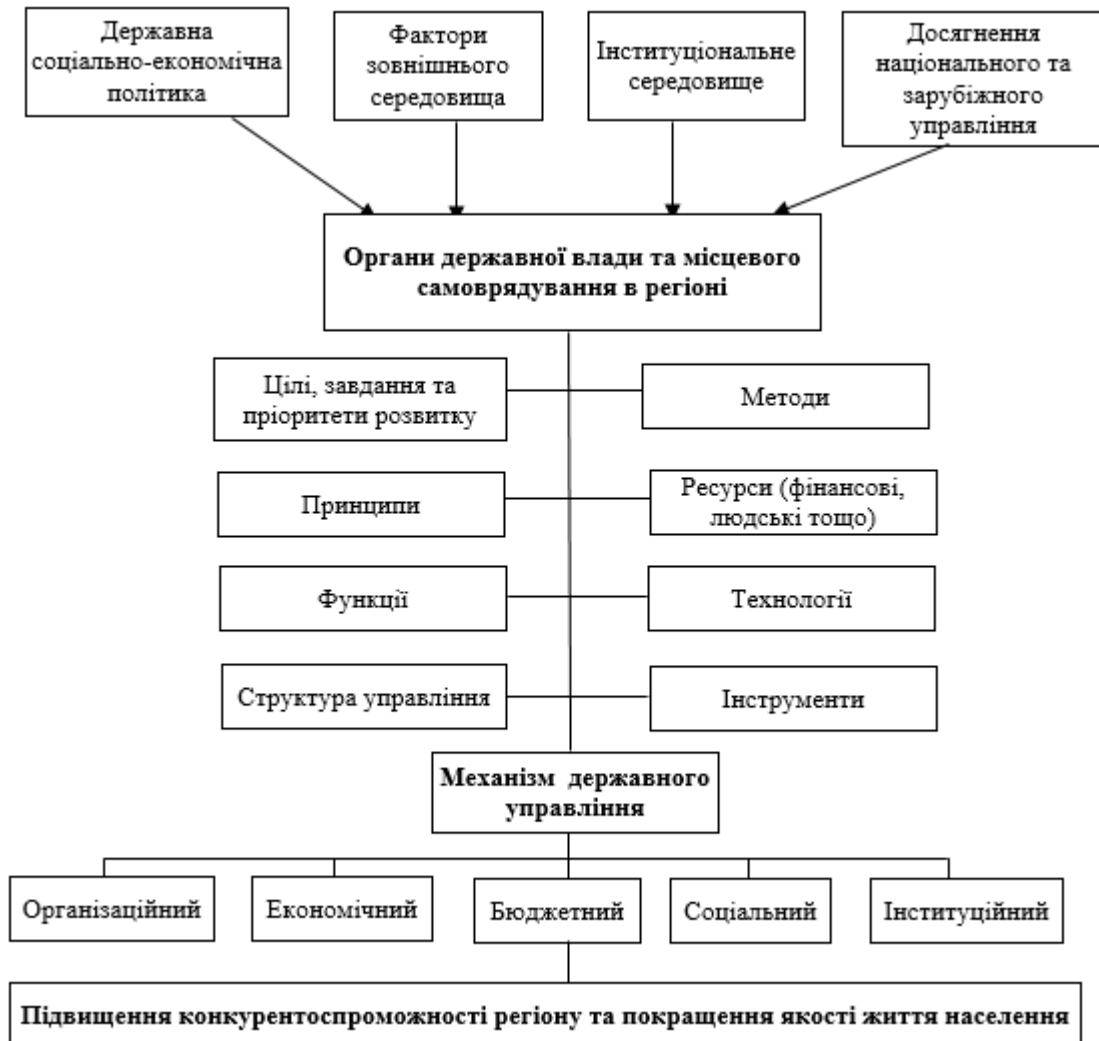 Державна
соціально-економічна
політика
Фактори
зовнішнього
середовища
Інституціональне
середовище
Досягнення
національного та
зарубіжного
управління
Органи державної влади та місцевого
самоврядування в регіоні
Цілі, завдання та
пріоритети розвитку
Методи
Принципи
Ресурси (фінансові,
людські тощо)
Функції
Технології
Структура управління
Інструменти
Механізм державного
управління
Організаційний
Економічний
Бюджетний
Соціальний
Інституційний
Підвищення конкурентоспроможності регіону та покращення якості життя населення